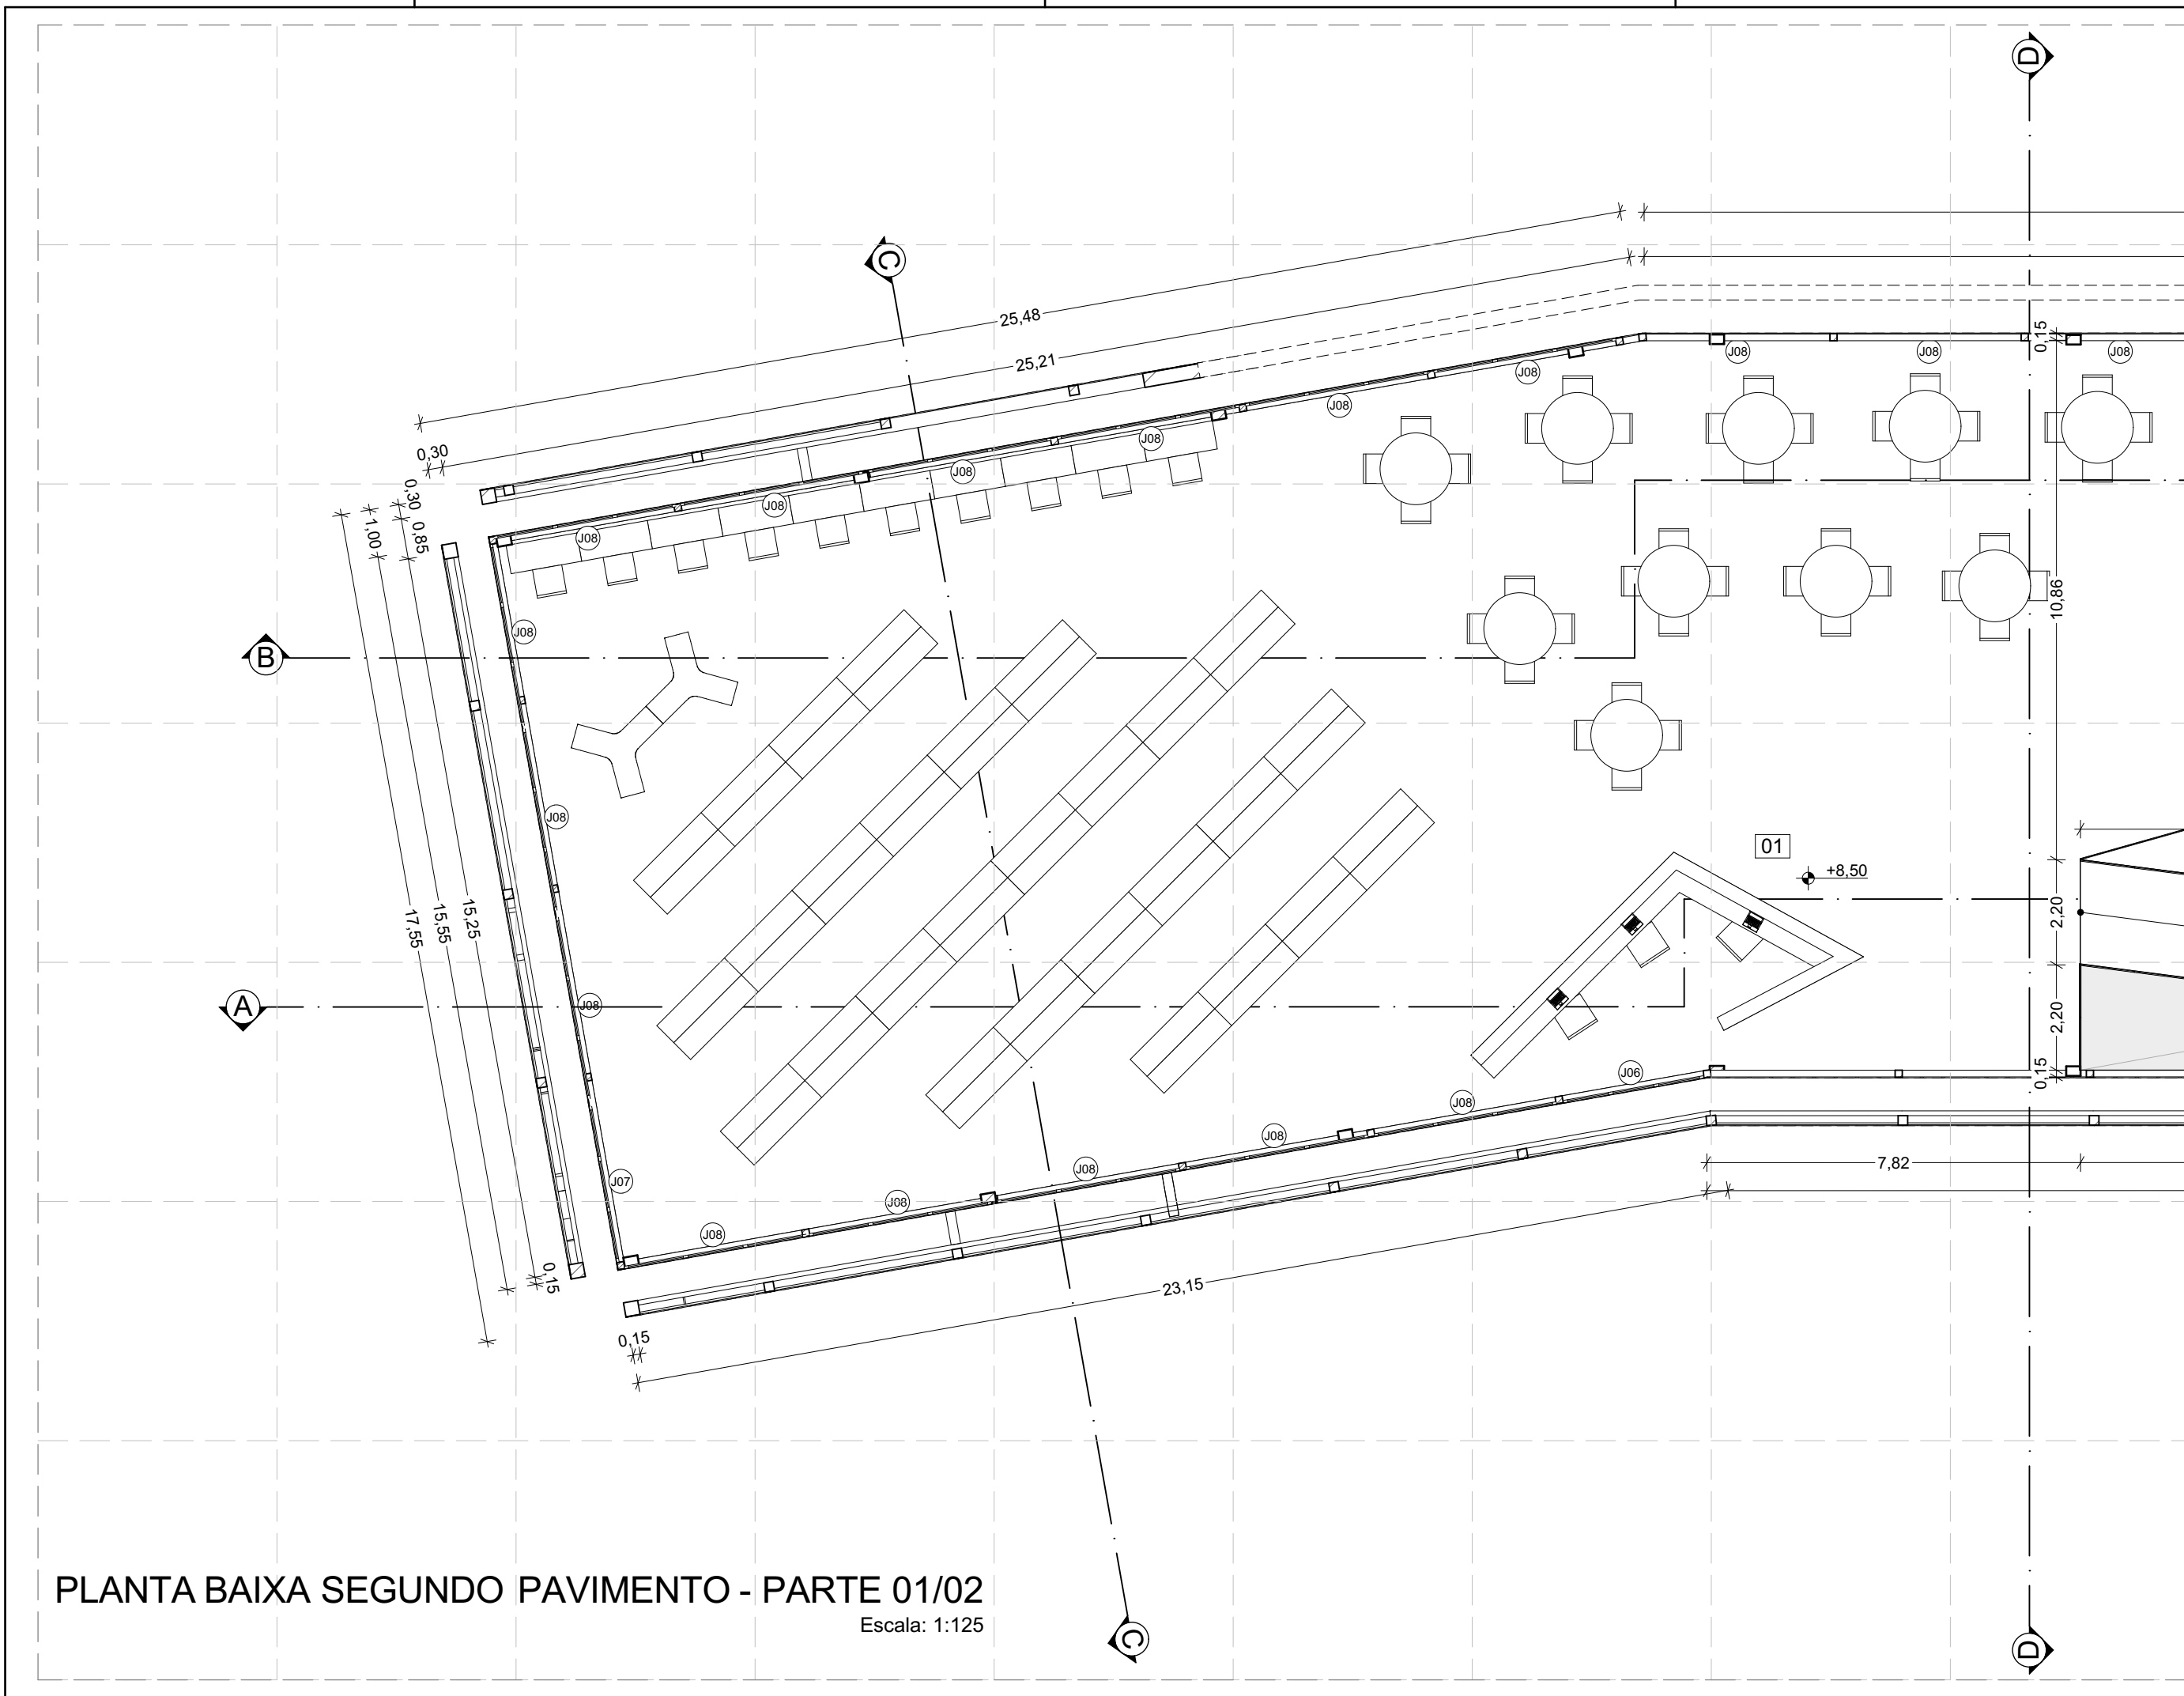 D
C
25,48
25,21
0,15
J08
J08
J08
J08
J08
J08
J08
J08
J08
J08
0,30
0,30
0,85
1,00
10,86
J08
B
J08
01
+8,50
17,55
15,55
15,25
2,20
A
J08
2,20
0,15
J06
J08
J08
J08
J07
J08
J08
7,82
0,15
23,15
0,15
PLANTA BAIXA SEGUNDO PAVIMENTO - PARTE 01/02
Escala: 1:125
C
D